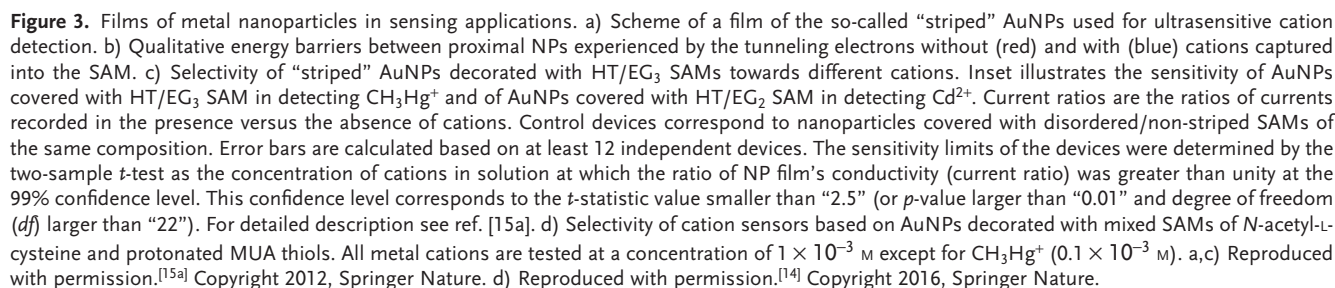 Figure 3. Films of metal nanoparticles in sensing applications. a) Scheme of a film of the so-called “striped” AuNPs used for ultrasensitive cation
detection. b) Qualitative energy barriers between proximal NPs experienced by the tunneling electrons without (red) and with (blue) cations captured
into the SAM. c) Selectivity of “striped” AuNPs decorated with HT/EG₃ SAMs towards different cations. Inset illustrates the sensitivity of AuNPs
covered with HT/EG₃ SAM in detecting CH₃Hg⁺ and of AuNPs covered with HT/EG₂ SAM in detecting Cd²⁺. Current ratios are the ratios of currents
recorded in the presence versus the absence of cations. Control devices correspond to nanoparticles covered with disordered/non-striped SAMs of
the same composition. Error bars are calculated based on at least 12 independent devices. The sensitivity limits of the devices were determined by the
two-sample t-test as the concentration of cations in solution at which the ratio of NP film’s conductivity (current ratio) was greater than unity at the
99% confidence level. This confidence level corresponds to the t-statistic value smaller than “2.5” (or p-value larger than “0.01” and degree of freedom
(df) larger than “22”). For detailed description see ref. [15a]. d) Selectivity of cation sensors based on AuNPs decorated with mixed SAMs of N-acetyl-L-
cysteine and protonated MUA thiols. All metal cations are tested at a concentration of 1 × 10⁻³ M except for CH₃Hg⁺ (0.1 × 10⁻³ M). a,c) Reproduced
with permission.[15a] Copyright 2012, Springer Nature. d) Reproduced with permission.[14] Copyright 2016, Springer Nature.